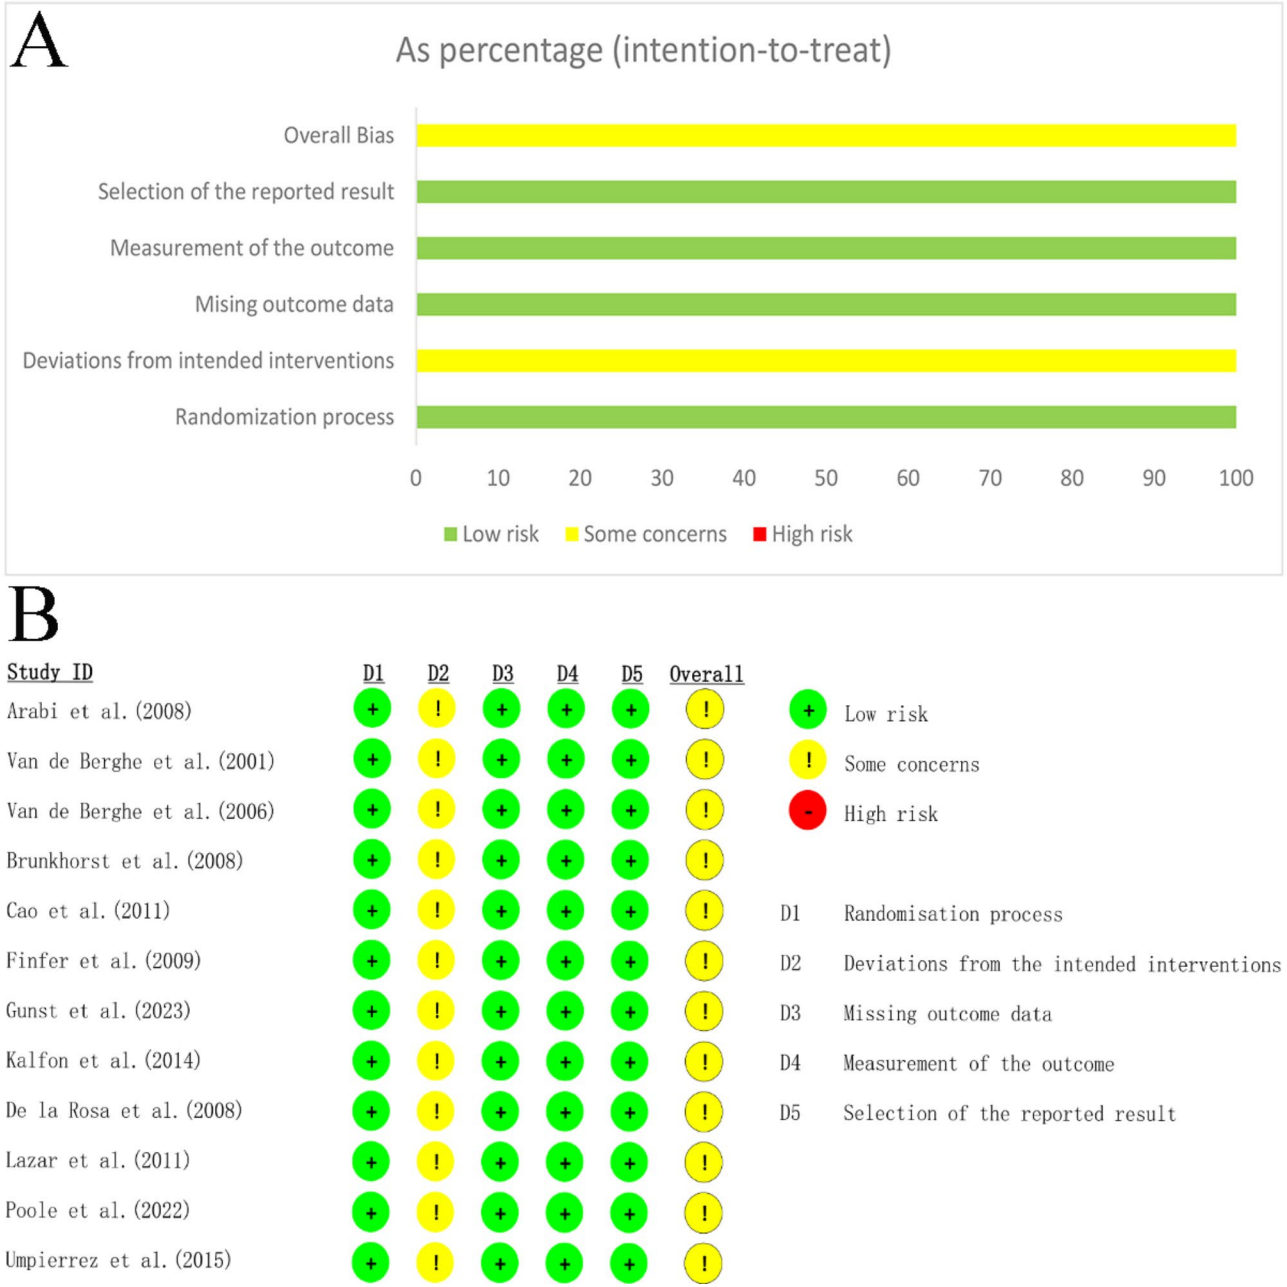 A
As percentage (intention-to-treat)
Overall Bias
Selection of the reported result
Measurement of the outcome
Mising outcome data
Deviations from intended interventions
Randomization process
0 10 20 30 40 50 60 70 80 90 100
Low risk Some concerns High risk
B
Study ID D1 D2 D3 D4 D5 Overall
Arabi et al.(2008) + ! + + + !
Van de Berghe et al.(2001) + ! + + + !
Van de Berghe et al.(2006) + ! + + + !
Brunkhorst et al.(2008) + ! + + + !
Cao et al.(2011) + ! + + + !
Finfer et al.(2009) + ! + + + !
Gunst et al.(2023) + ! + + + !
Kalfon et al.(2014) + ! + + + !
De la Rosa et al.(2008) + ! + + + !
Lazar et al.(2011) + ! + + + !
Poole et al.(2022) + ! + + + !
Umpierrez et al.(2015) + ! + + + !
+ Low risk
! Some concerns
- High risk
D1 Randomisation process
D2 Deviations from the intended interventions
D3 Missing outcome data
D4 Measurement of the outcome
D5 Selection of the reported result